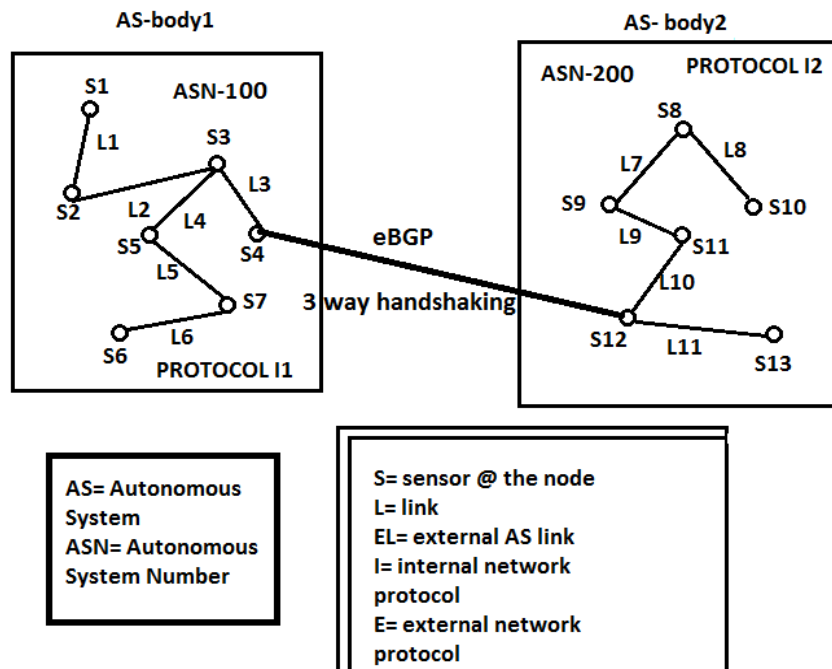 AS-body1
AS- body2
ASN-100
S1
L1
S2
S3
L3
L2
L4
S5
S4
L5
S7
L6
S6
PROTOCOL I1
eBGP
3 way handshaking
PROTOCOL I2
ASN-200
S8
L7
L8
S9
S10
L9
S11
L10
S12
L11
S13
AS= Autonomous
System
ASN= Autonomous
System Number
S= sensor @ the node
L= link
EL= external AS link
I= internal network
protocol
E= external network
protocol